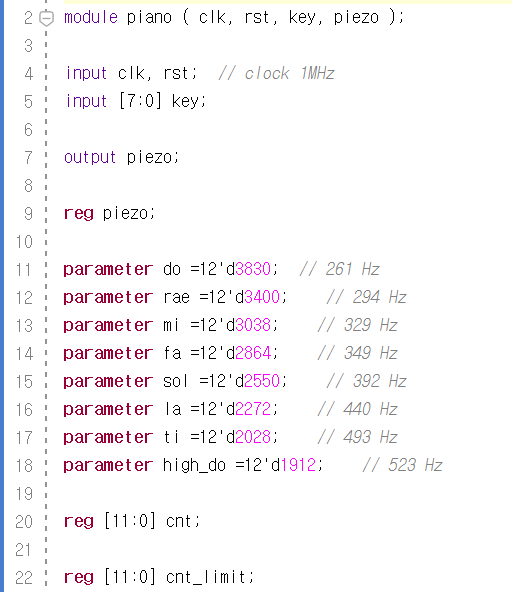 2 module piano ( clk, rst, key, piezo );
3
4 input clk, rst;  // clock 1MHz
5 input [7:0] key;
6
7 output piezo;
8
9 reg piezo;
10
11 parameter do =12'd3830;  // 261 Hz
12 parameter rae =12'd3400;    // 294 Hz
13 parameter mi =12'd3038;   // 329 Hz
14 parameter fa =12'd2864;   // 349 Hz
15 parameter sol =12'd2550;    // 392 Hz
16 parameter la =12'd2272;    // 440 Hz
17 parameter ti =12'd2028;    // 493 Hz
18 parameter high_do =12'd1912;    // 523 Hz
19
20 reg [11:0] cnt;
21
22 reg [11:0] cnt_limit;